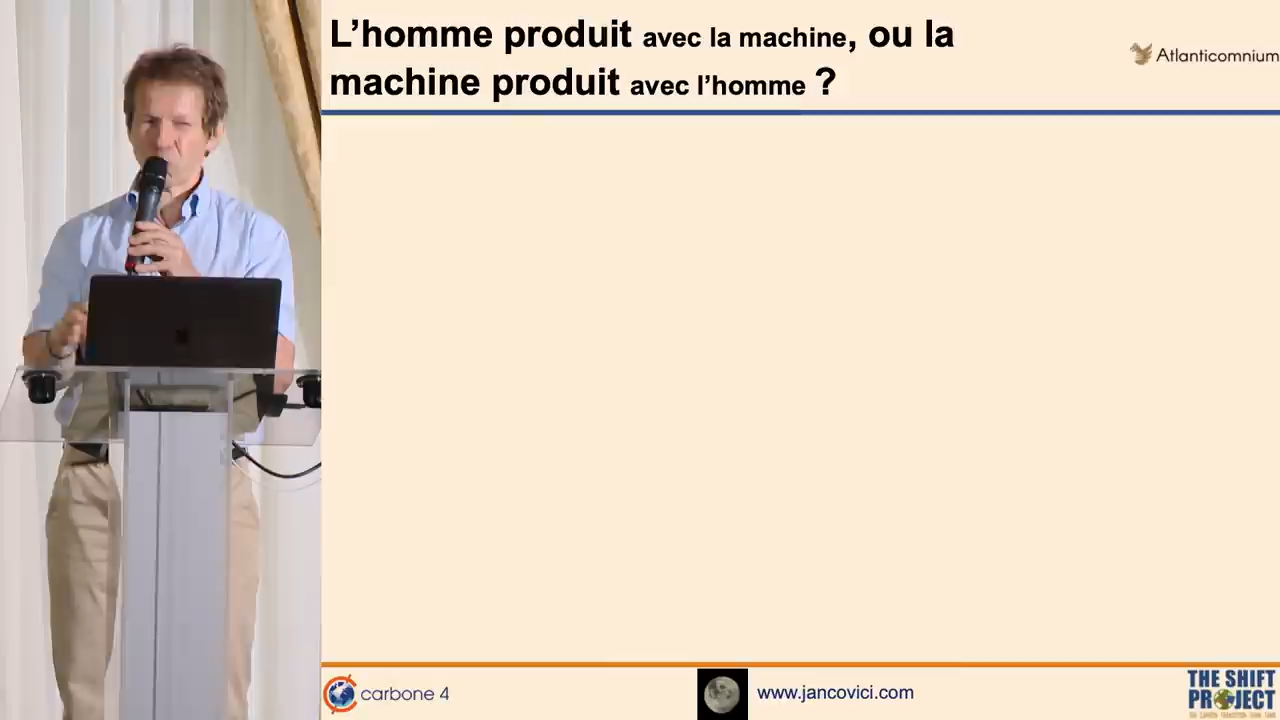 L’homme produit avec la machine, ou la
machine produit avec l’homme ?
Atlanticomnium
carbone 4
www.jancovici.com
THE SHIFT
PROJECT